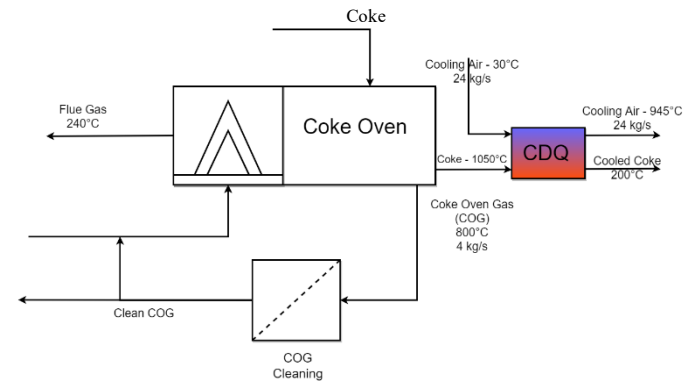 Coke
Cooling Air - 30°C
24 kg/s
Flue Gas
240°C
Coke Oven
Cooling Air - 945°C
24 kg/s
CDQ
Coke - 1050°C
Cooled Coke
200°C
Coke Oven Gas
(COG)
800°C
4 kg/s
Clean COG
COG
Cleaning